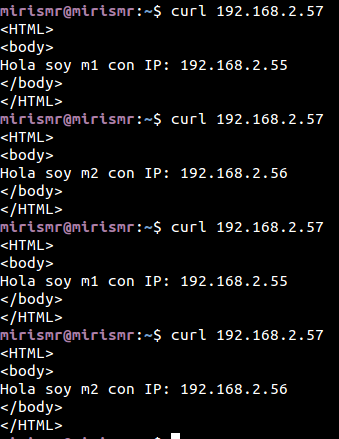 mirismr@mirismr:~$ curl 192.168.2.57
<HTML>
<body>
Hola soy m1 con IP: 192.168.2.55
</body>
</HTML>
mirismr@mirismr:~$ curl 192.168.2.57
<HTML>
<body>
Hola soy m2 con IP: 192.168.2.56
</body>
</HTML>
mirismr@mirismr:~$ curl 192.168.2.57
<HTML>
<body>
Hola soy m1 con IP: 192.168.2.55
</body>
</HTML>
mirismr@mirismr:~$ curl 192.168.2.57
<HTML>
<body>
Hola soy m2 con IP: 192.168.2.56
</body>
</HTML>
mirismr@mirismr:~$